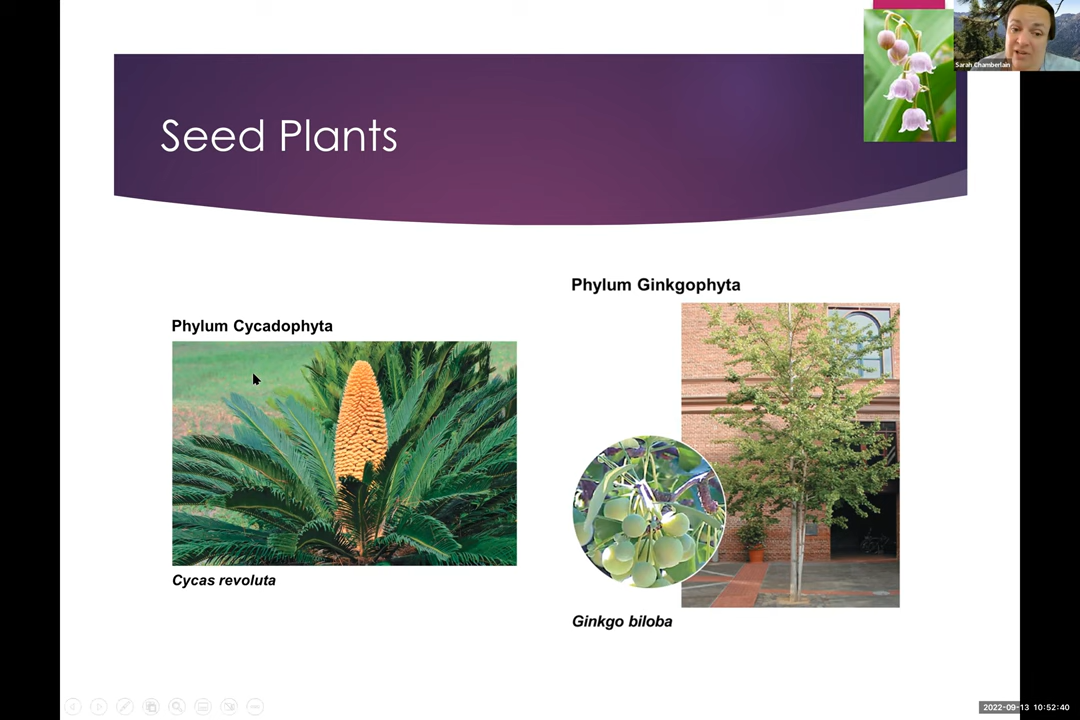 Sarah Chamberlain
Seed Plants
Phylum Ginkgophyta
Phylum Cycadophyta
Cycas revoluta
Ginkgo biloba
2022-09-13 10:52:40